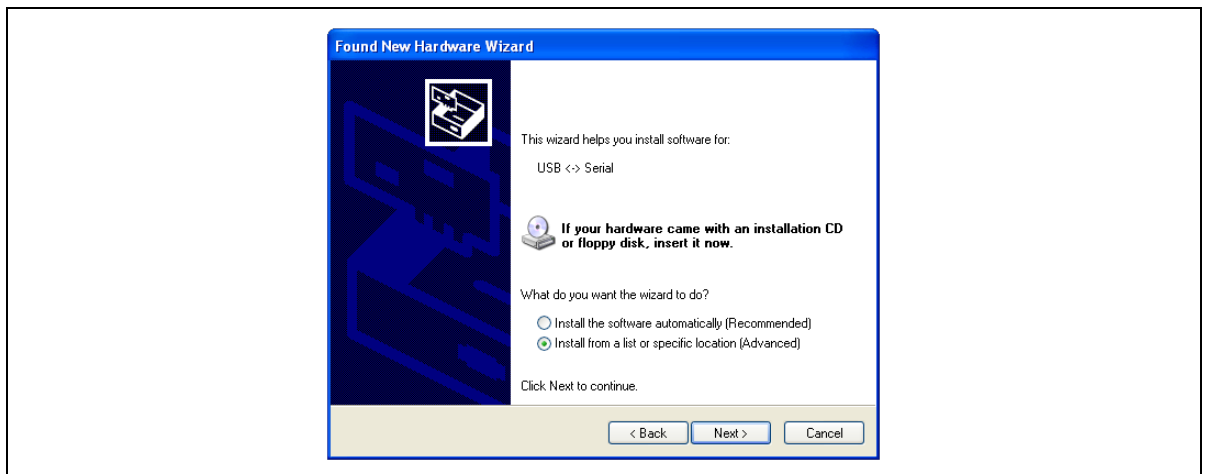 Found New Hardware Wizard
This wizard helps you install software for:
USB <-> Serial
If your hardware came with an installation CD
or floppy disk, insert it now.
What do you want the wizard to do?
Install the software automatically (Recommended)
Install from a list or specific location (Advanced)
Click Next to continue.
< Back Next > Cancel